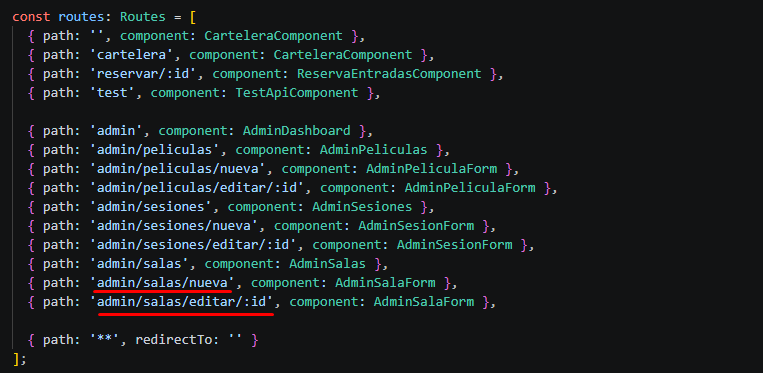 const routes: Routes = [
{ path: '', component: CarteleraComponent },
{ path: 'cartelera', component: CarteleraComponent },
{ path: 'reservar/:id', component: ReservaEntradasComponent },
{ path: 'test', component: TestApiComponent },
{ path: 'admin', component: AdminDashboard },
{ path: 'admin/peliculas', component: AdminPeliculas },
{ path: 'admin/peliculas/nueva', component: AdminPeliculaForm },
{ path: 'admin/peliculas/editar/:id', component: AdminPeliculaForm },
{ path: 'admin/sesiones', component: AdminSesiones },
{ path: 'admin/sesiones/nueva', component: AdminSesionForm },
{ path: 'admin/sesiones/editar/:id', component: AdminSesionForm },
{ path: 'admin/salas', component: AdminSalas },
{ path: 'admin/salas/nueva', component: AdminSalaForm },
{ path: 'admin/salas/editar/:id', component: AdminSalaForm },
{ path: '**', redirectTo: '' }
];